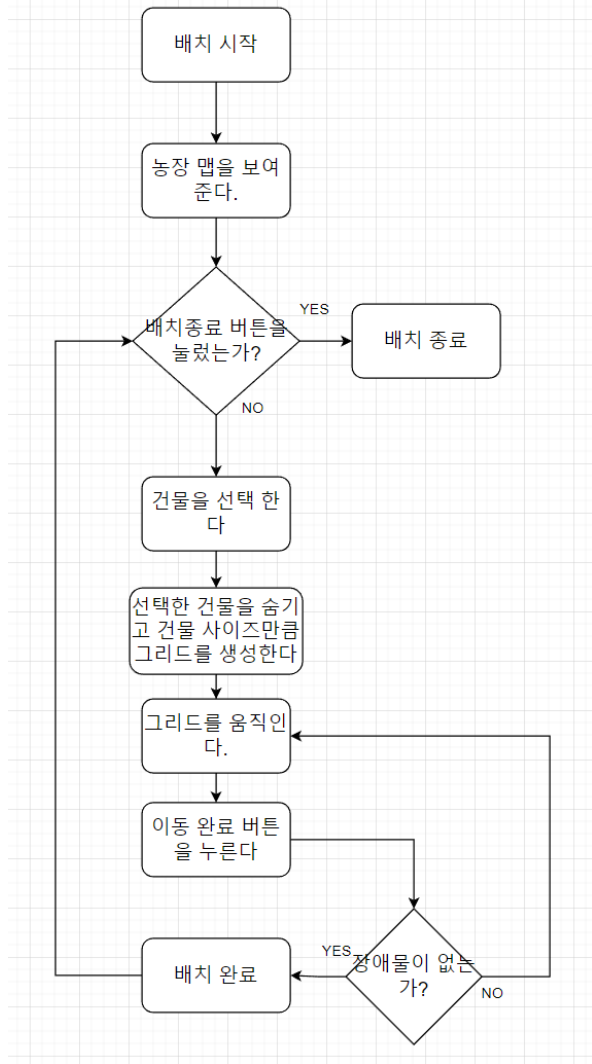 배치 시작
농장 맵을 보여
준다.
배치종료 버튼을
눌렀는가?
YES
배치 종료
NO
건물을 선택 한
다
선택한 건물을 숨기
고 건물 사이즈만큼
그리드를 생성한다
그리드를 움직인
다.
이동 완료 버튼
을 누른다
장애물이 없는
가?
YES
NO
배치 완료